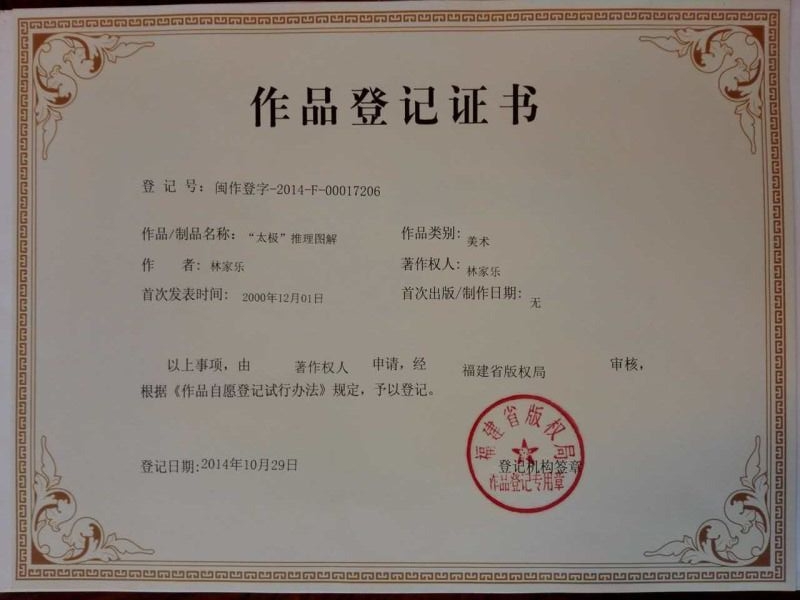 作品登记证书
登 记 号：闽作登字-2014-F-00017206
作品/制品名称：“太极”推理图解 作品类别：美术
作 者：林家乐 著作权人：林家乐
首次发表时间：2000年12月01日 首次出版/制作日期：无
以上事项，由 著作权人 申请，经 福建省版权局 审核，
根据《作品自愿登记试行办法》规定，予以登记。
福建省版权局
登记日期：2014年10月29日 登记机构签章
作品登记专用章